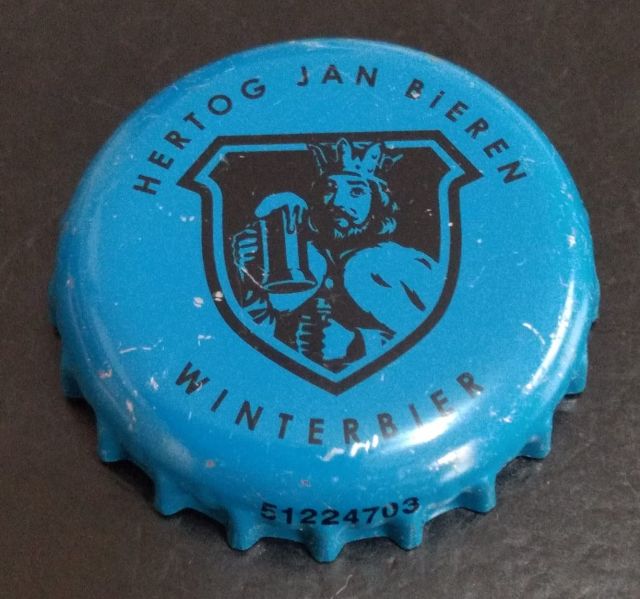 HERTOG JAN BiEREN
WINTERBIER
51224703